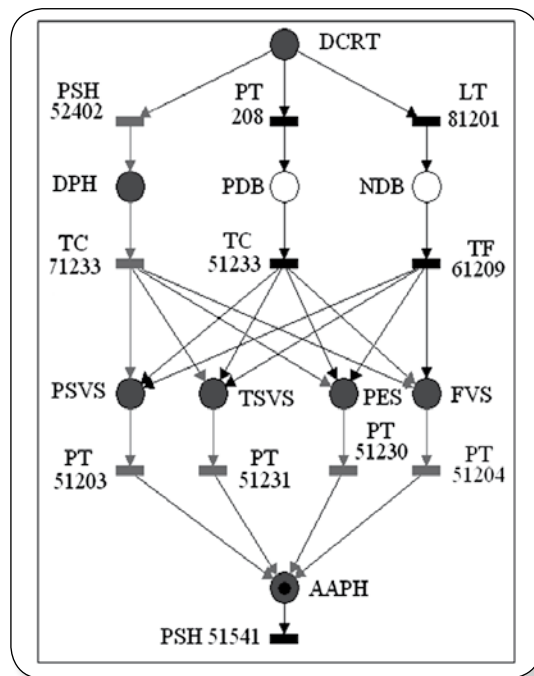 DCRT
PSH
52402
PT
208
LT
81201
DPH
PDB
NDB
TC
71233
TC
51233
TF
61209
PSVS
TSVS
PES
FVS
PT
51203
PT
51231
PT
51230
PT
51204
AAPH
PSH 51541